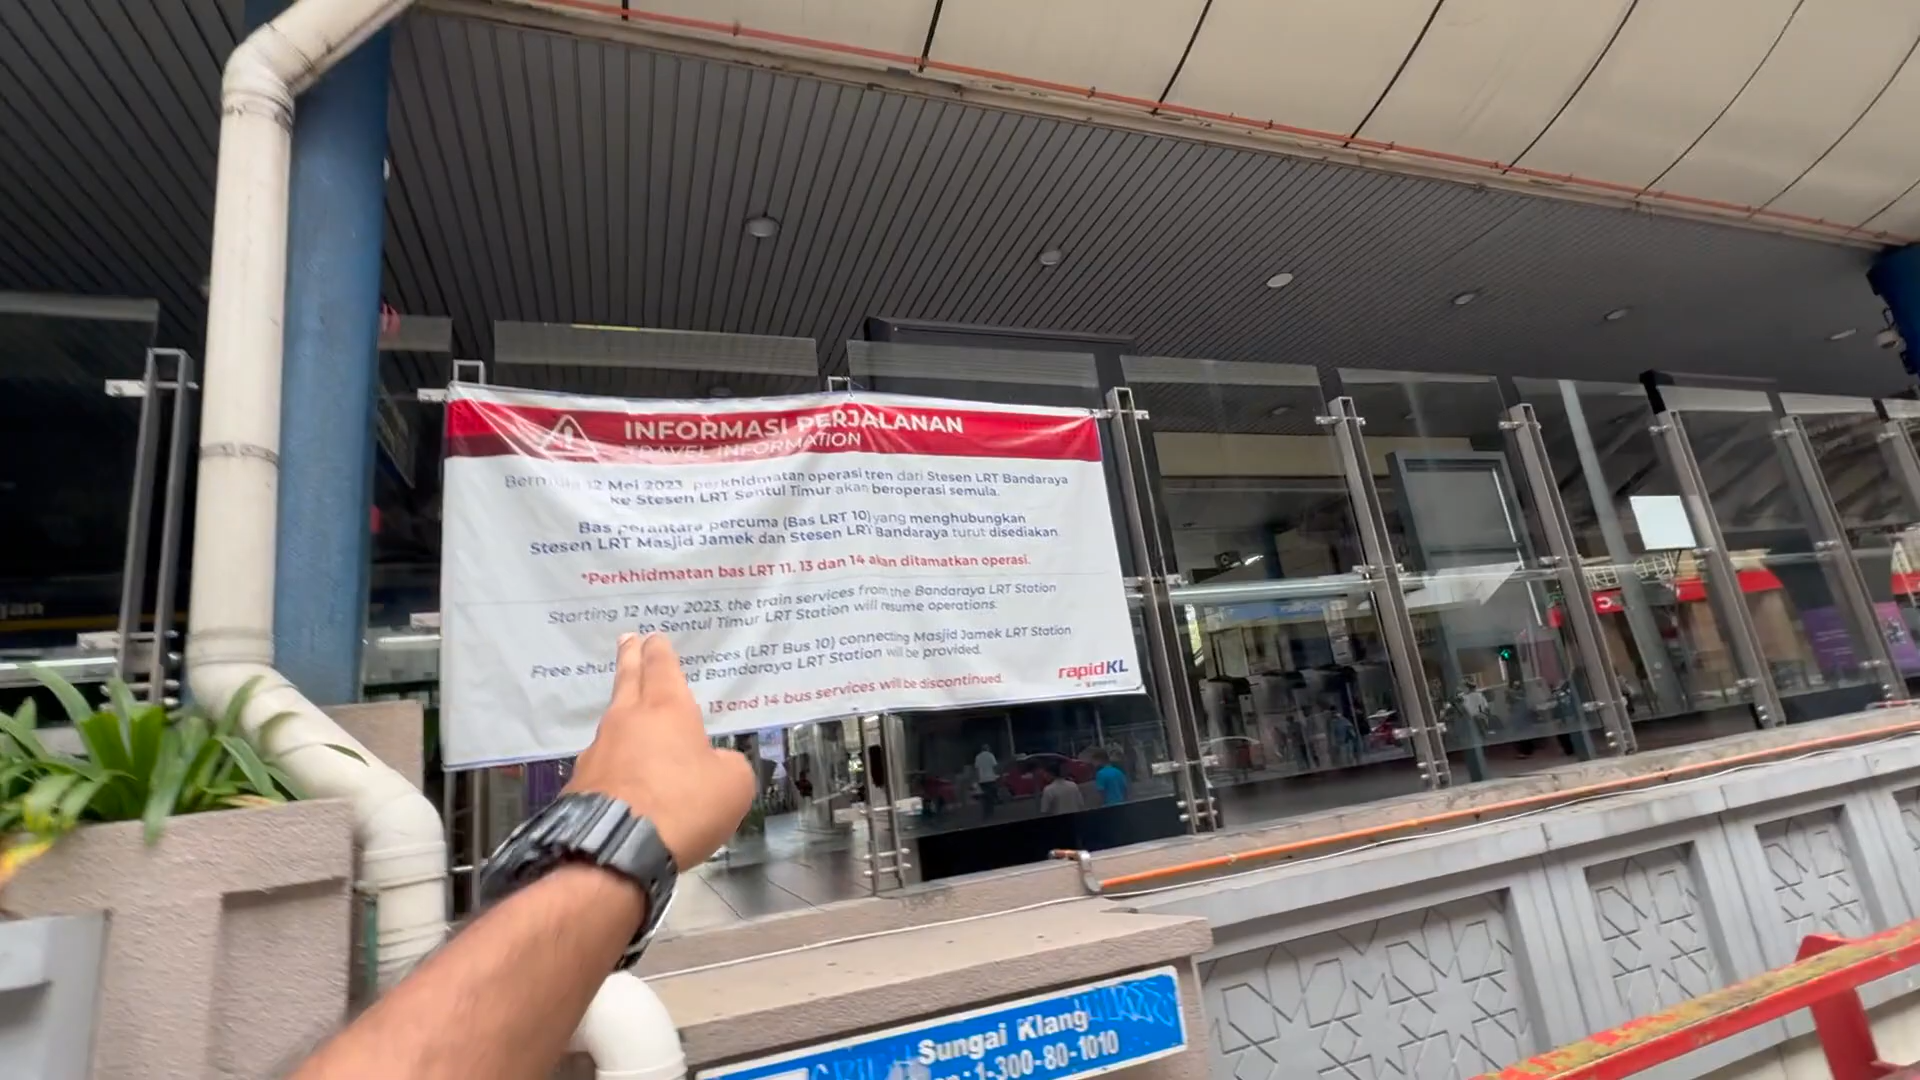 INFORMASI PERJALANAN
TRAVEL INFORMATION
12 Mei 2023, perkhidmatan operasi tren dari Stesen LRT Bandaraya
ke Stesen LRT Sentul Timur akan beroperasi semula.
Bas perantara percuma (Bas LRT 10) yang menghubungkan
Stesen LRT Masjid Jamek dan Stesen LRT Bandaraya turut disediakan.
*Perkhidmatan bas LRT 11, 13 dan 14 akan ditamatkan operasi.
Starting 12 May 2023, the train services from the Bandaraya LRT Station
to Sentul Timur LRT Station will resume operations.
Free services (LRT Bus 10) connecting Masjid Jamek LRT Station
Bandaraya LRT Station will be provided.
13 and 14 bus services will be discontinued.
rapidKL
Sungai Klang
1-300-80-1010